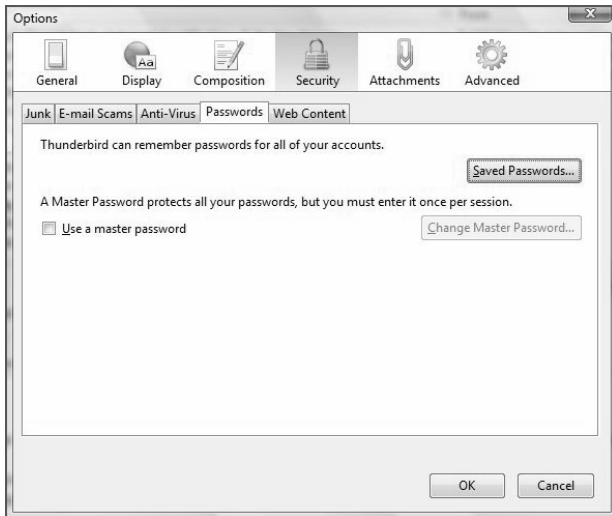 Options
General Display Composition Security Attachments Advanced
Junk E-mail Scams Anti-Virus Passwords Web Content
Thunderbird can remember passwords for all of your accounts.
Saved Passwords...
A Master Password protects all your passwords, but you must enter it once per session.
Use a master password Change Master Password...
OK Cancel